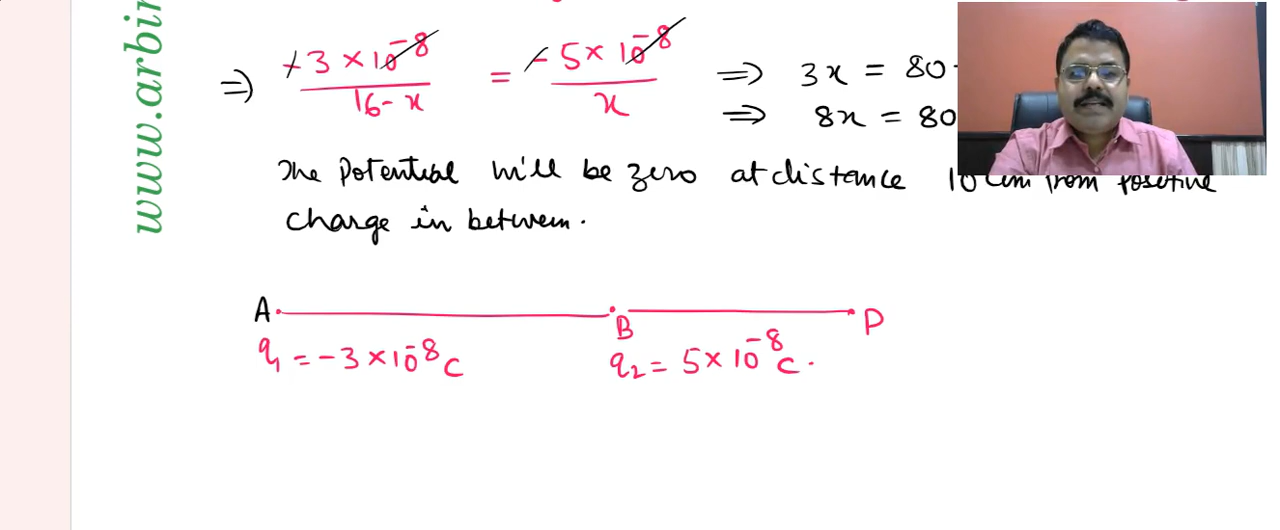 www.arbin
⇒ +3 × 10⁻⁸ / 16 - x = -5 × 10⁻⁸ / x ⇒ 3x = 80
⇒ 8x = 80
The Potential will be zero at distance 10 cm from positive
charge in between.
A B P
q₁ = -3 × 10⁻⁸ C q₂ = 5 × 10⁻⁸ C.